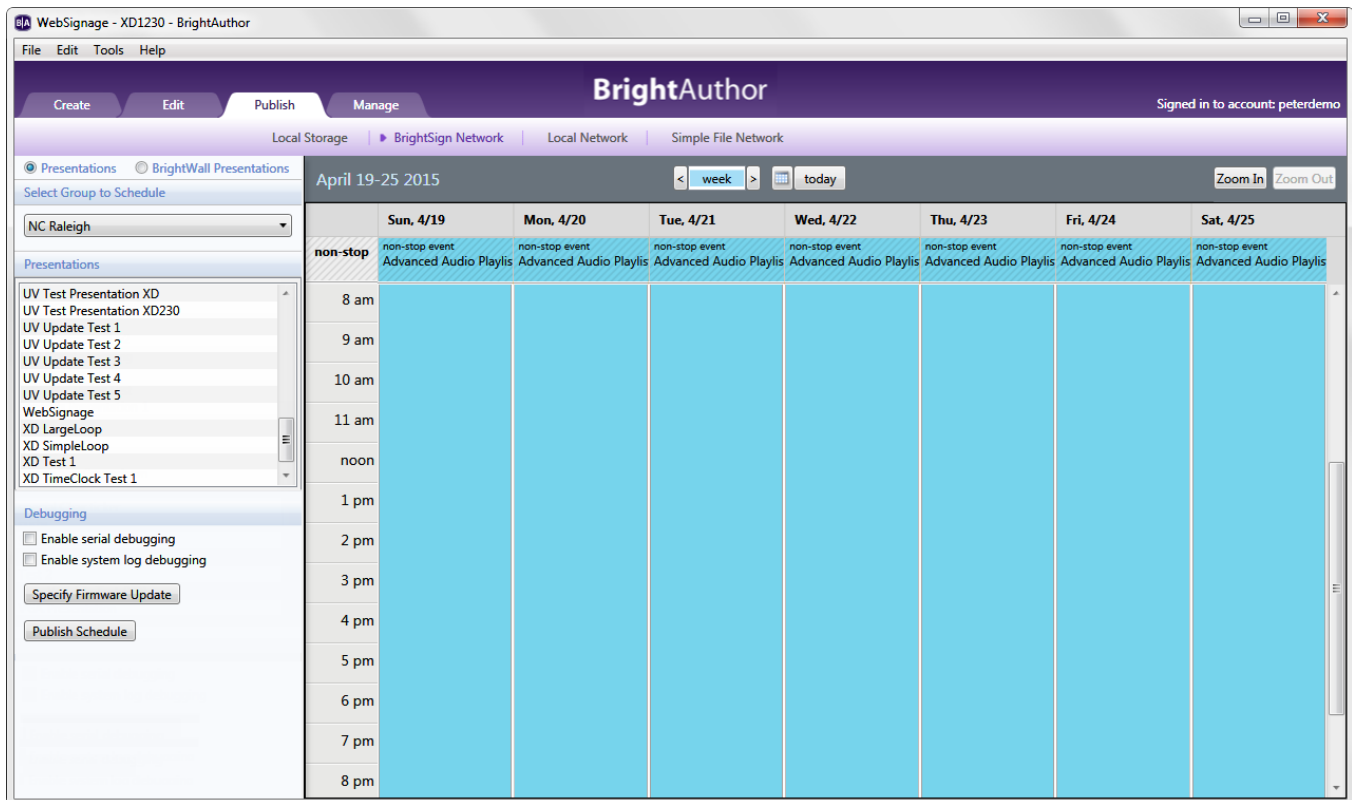 WebSignage - XD1230 - BrightAuthor
File Edit Tools Help
BrightAuthor
Create Edit Publish Manage
Signed in to account: peterdemo
Local Storage BrightSign Network Local Network Simple File Network
Presentations BrightWall Presentations
Select Group to Schedule
NC Raleigh
Presentations
UV Test Presentation XD
UV Test Presentation XD230
UV Update Test 1
UV Update Test 2
UV Update Test 3
UV Update Test 4
UV Update Test 5
WebSignage
XD LargeLoop
XD SimpleLoop
XD Test 1
XD TimeClock Test 1
Debugging
Enable serial debugging
Enable system log debugging
Specify Firmware Update
Publish Schedule
April 19-25 2015 < week > today Zoom In Zoom Out
Sun, 4/19 Mon, 4/20 Tue, 4/21 Wed, 4/22 Thu, 4/23 Fri, 4/24 Sat, 4/25
non-stop
non-stop event non-stop event non-stop event non-stop event non-stop event non-stop event non-stop event
Advanced Audio Playlis Advanced Audio Playlis Advanced Audio Playlis Advanced Audio Playlis Advanced Audio Playlis Advanced Audio Playlis Advanced Audio Playlis
8 am
9 am
10 am
11 am
noon
1 pm
2 pm
3 pm
4 pm
5 pm
6 pm
7 pm
8 pm